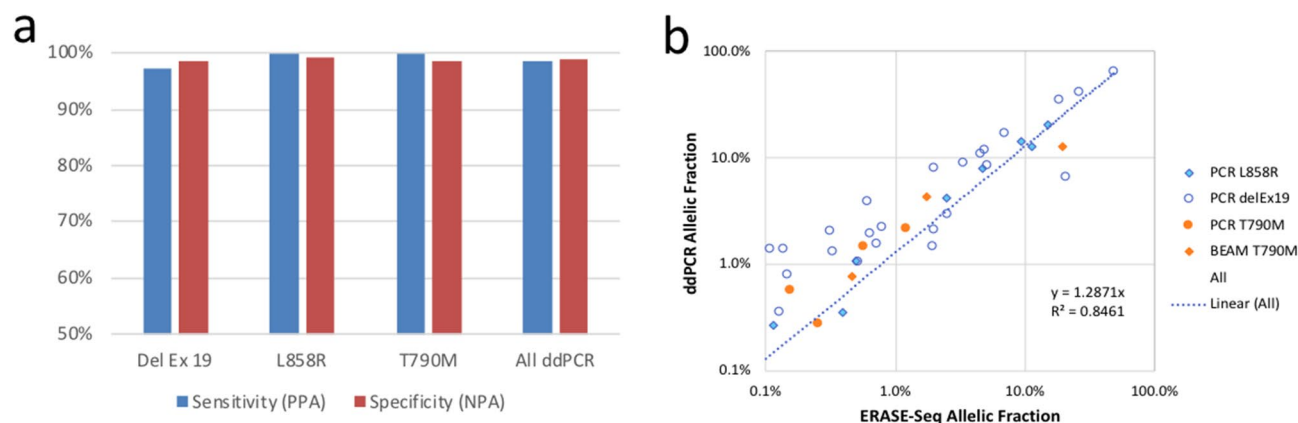 a
100%
90%
80%
70%
60%
50%
Del Ex 19 L858R T790M All ddPCR
Sensitivity (PPA) Specificity (NPA)
b
ddPCR Allelic Fraction
100.0%
10.0%
1.0%
0.1%
0.1% 1.0% 10.0% 100.0%
ERASE-Seq Allelic Fraction
y = 1.2871x
R² = 0.8461
PCR L858R
PCR delEx19
PCR T790M
BEAM T790M
All
Linear (All)